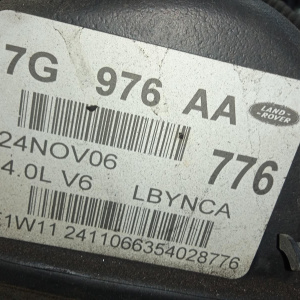 7G 976 AA
LAND-
ROVER
24NOV06
776
4.0L V6 LBYNCA
1W11 2411066354028776